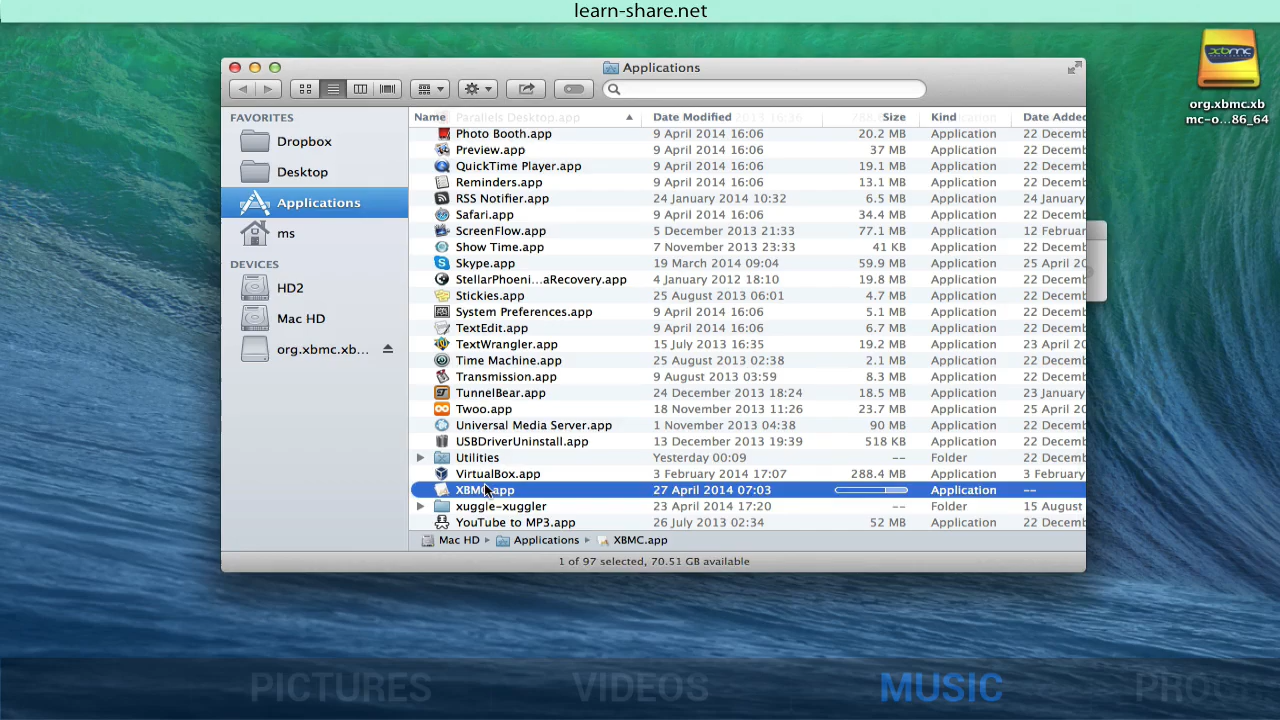 learn-share.net
Applications
xbmc
org.xbmc.xb
mc-o...86_64
FAVORITES
Dropbox
Desktop
Applications
ms
DEVICES
HD2
Mac HD
org.xbmc.xb...
Name Date Modified Size Kind Date Added
Parallels Desktop.app
Photo Booth.app 9 April 2014 16:06 20.2 MB Application 22 Decemb
Preview.app 9 April 2014 16:06 37 MB Application 22 Decemb
QuickTime Player.app 9 April 2014 16:06 19.1 MB Application 22 Decemb
Reminders.app 9 April 2014 16:06 13.1 MB Application 22 Decemb
RSS Notifier.app 24 January 2014 10:32 6.5 MB Application 24 January
Safari.app 9 April 2014 16:06 34.4 MB Application 22 Decemb
ScreenFlow.app 5 December 2013 21:33 77.1 MB Application 12 Februar
Show Time.app 7 November 2013 23:33 41 KB Application 22 Decemb
Skype.app 19 March 2014 09:04 59.9 MB Application 25 April 20
StellarPhoeni...aRecovery.app 4 January 2012 18:10 19.8 MB Application 22 Decemb
Stickies.app 25 August 2013 06:01 4.7 MB Application 22 Decemb
System Preferences.app 9 April 2014 16:06 5.1 MB Application 22 Decemb
TextEdit.app 9 April 2014 16:06 6.7 MB Application 22 Decemb
TextWrangler.app 15 July 2013 16:35 19.2 MB Application 23 April 20
Time Machine.app 25 August 2013 02:38 2.1 MB Application 22 Decemb
Transmission.app 9 August 2013 03:59 8.3 MB Application 22 Decemb
TunnelBear.app 24 December 2013 18:24 18.5 MB Application 23 January
Twoo.app 18 November 2013 11:26 23.7 MB Application 25 April 20
Universal Media Server.app 1 November 2013 04:38 90 MB Application 22 Decemb
USBDriverUninstall.app 13 December 2013 19:39 518 KB Application 22 Decemb
Utilities Yesterday 00:09 -- Folder 22 Decemb
VirtualBox.app 3 February 2014 17:07 288.4 MB Application 3 February
XBMC.app 27 April 2014 07:03 Application --
xuggle-xuggler 23 April 2014 17:20 -- Folder 15 August
YouTube to MP3.app 26 July 2013 02:34 52 MB Application 22 Decemb
Mac HD Applications XBMC.app
1 of 97 selected, 70.51 GB available
PICTURES VIDEOS MUSIC